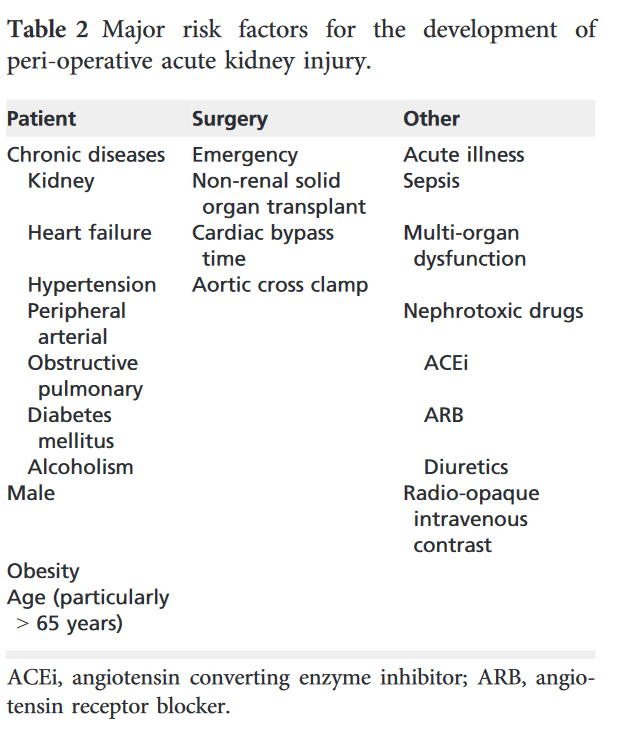 Table 2 Major risk factors for the development of
peri-operative acute kidney injury.
Patient Surgery Other
Chronic diseases Emergency Acute illness
Kidney Non-renal solid Sepsis
organ transplant
Heart failure Cardiac bypass Multi-organ
time dysfunction
Hypertension Aortic cross clamp
Peripheral Nephrotoxic drugs
arterial
Obstructive ACEi
pulmonary
Diabetes ARB
mellitus
Alcoholism Diuretics
Male Radio-opaque
intravenous
contrast
Obesity
Age (particularly
> 65 years)
ACEi, angiotensin converting enzyme inhibitor; ARB, angio-
tensin receptor blocker.